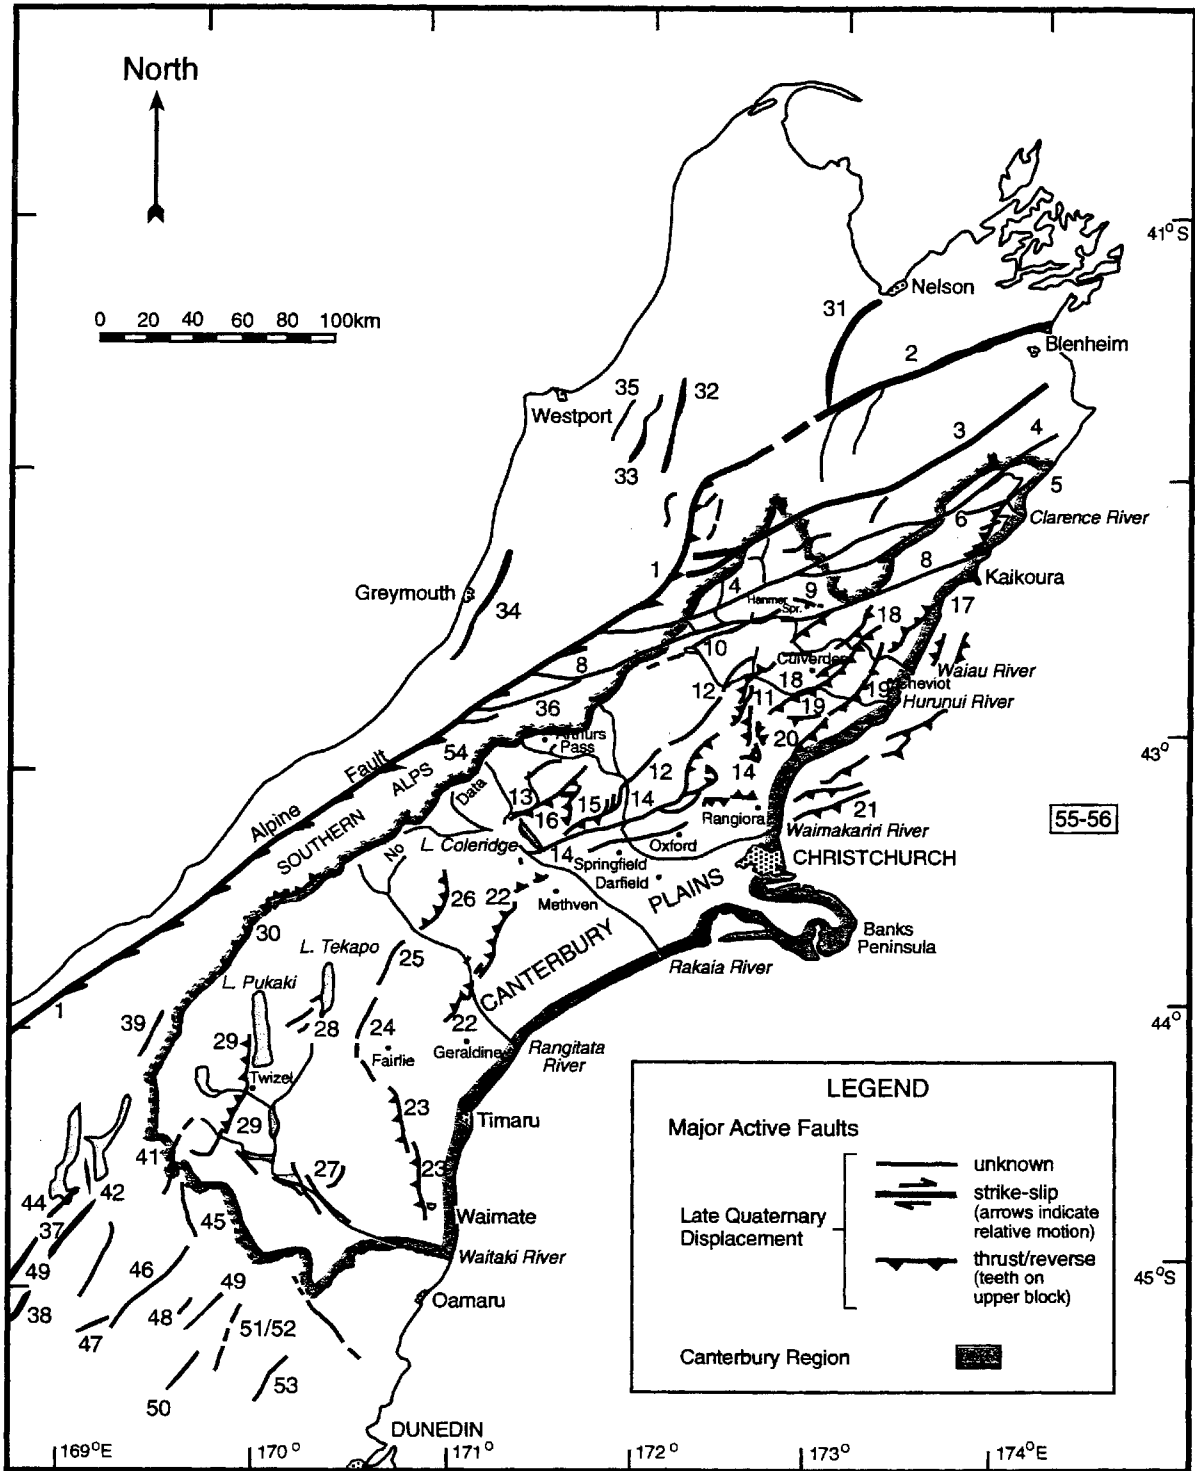 North
41° S
Nelson
31
0 20 40 60 80 100km
2
Blenheim
35
32
Westport
33
3
4
5
6
7
Clarence River
1
8
Greymouth
4
9
Kaikoura
Hanmer
Spr.
34
17
18
10
8
Culverden
Waiau River
12
11
18
19
Cheviot
36
19
Hurunui River
Arthurs
Pass
20
54
43°
Fault
ALPS
12
14
Data
13
15
14
Alpine
16
21
55-56
Rangiora
SOUTHERN
Waimakariri River
L. Coleridge
Oxford
No
14
Springfield
CHRISTCHURCH
Darfield
PLAINS
26
22
Methven
30
Banks
Peninsula
CANTERBURY
L. Tekapo
25
Rakaia River
L. Pukaki
1
39
28
24
22
44°
29
Fairlie
Geraldine
Rangitata
River
Twizel
23
Timaru
29
41
27
23
42
44
Waimate
37
45
Waitaki River
49
46
45°S
49
38
48
Oamaru
47
51/52
53
50
DUNEDIN
169°E
170°
171°
172°
173°
174°E
LEGEND
Major Active Faults
unknown
strike-slip
(arrows indicate
relative motion)
Late Quaternary
Displacement
thrust/reverse
(teeth on
upper block)
Canterbury Region